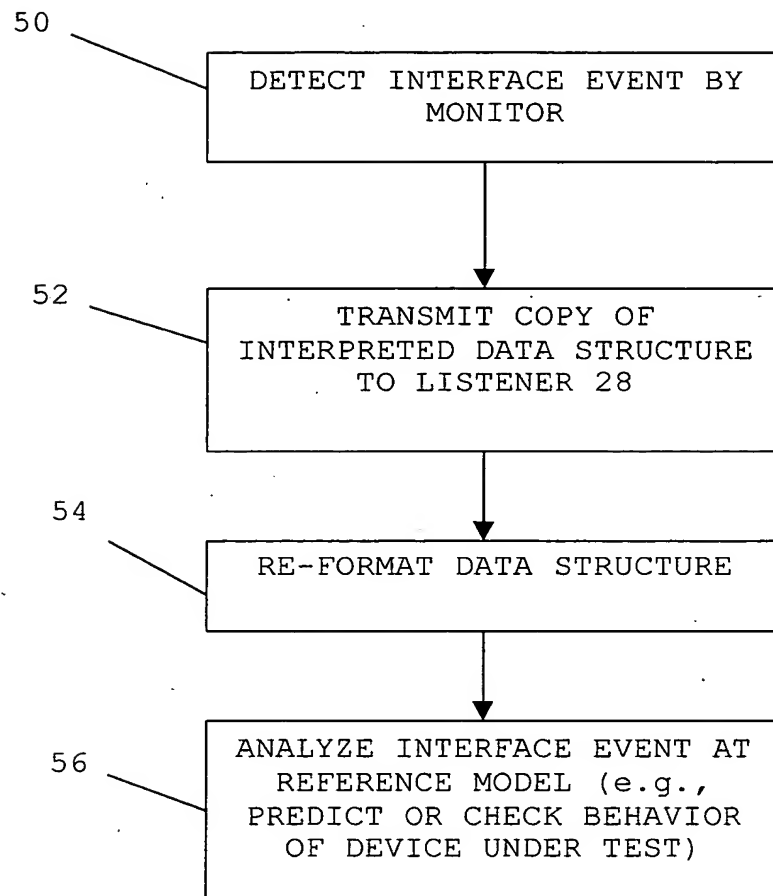 50
DETECT INTERFACE EVENT BY
MONITOR
52
TRANSMIT COPY OF
INTERPRETED DATA STRUCTURE
TO LISTENER 28
54
RE-FORMAT DATA STRUCTURE
56
ANALYZE INTERFACE EVENT AT
REFERENCE MODEL (e.g.,
PREDICT OR CHECK BEHAVIOR
OF DEVICE UNDER TEST)